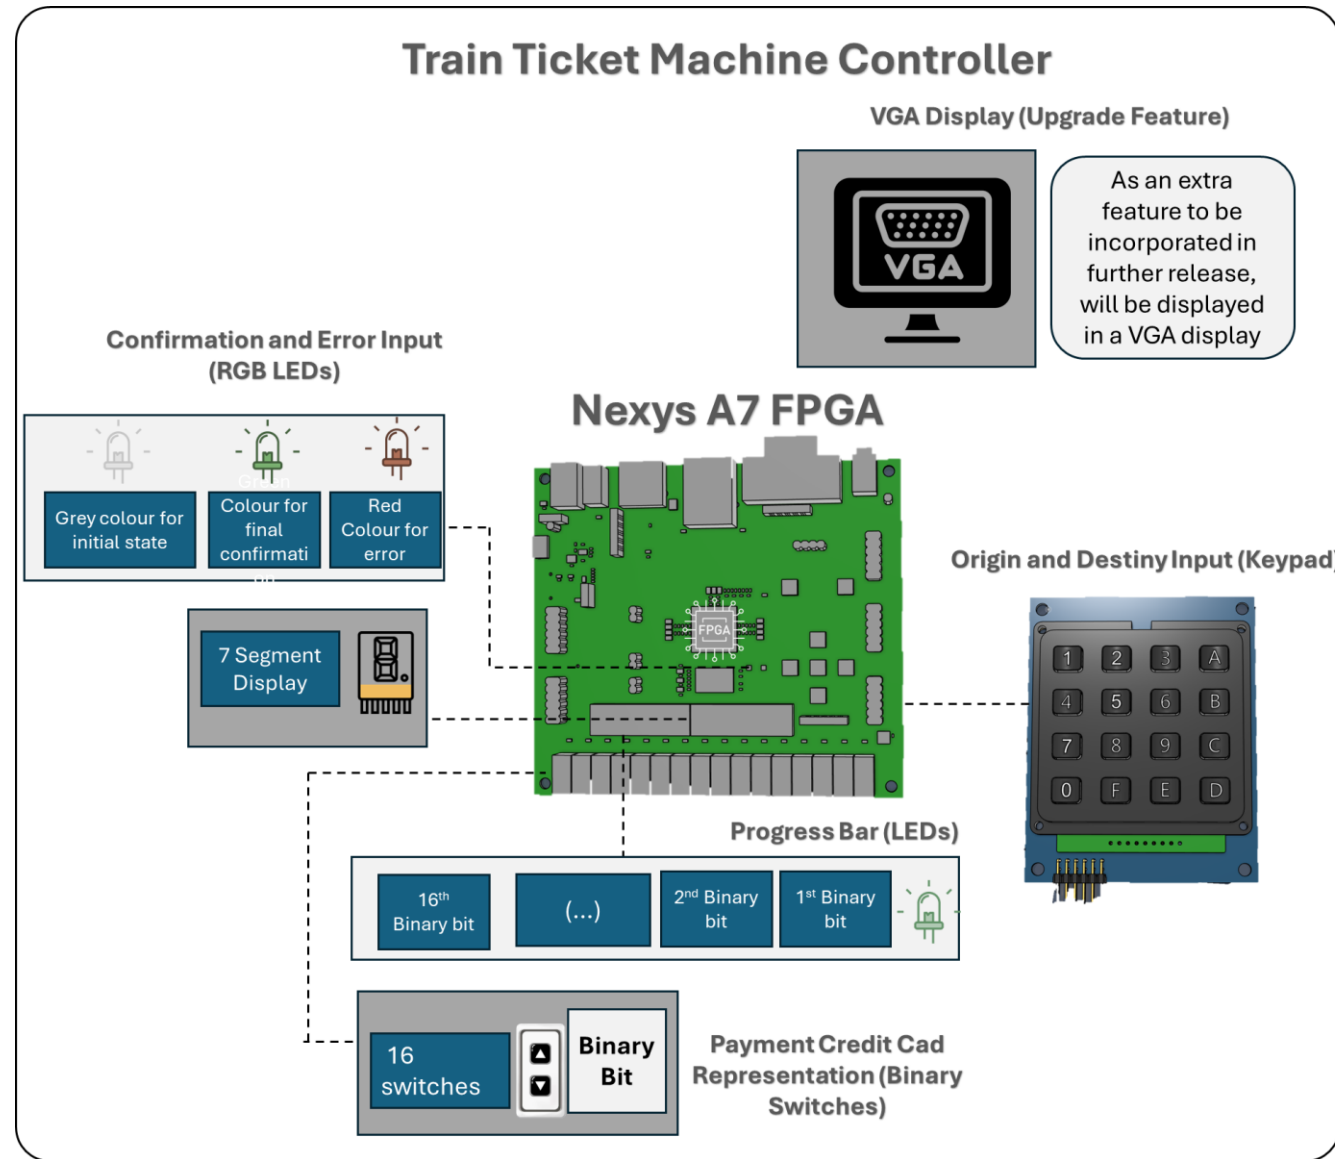 Train Ticket Machine Controller
VGA Display (Upgrade Feature)
VGA
As an extra
feature to be
incorporated in
further release,
will be displayed
in a VGA display
Confirmation and Error Input
(RGB LEDs)
Grey colour for
initial state
Green
Colour for
final
confirmati
on
Red
Colour for
error
7 Segment
Display
Nexys A7 FPGA
FPGA
Origin and Destiny Input (Keypad)
1 2 3 A
4 5 6 B
7 8 9 C
0 F E D
Progress Bar (LEDs)
16th
Binary bit
(...)
2nd Binary
bit
1st Binary
bit
16
switches
Binary
Bit
Payment Credit Cad
Representation (Binary
Switches)